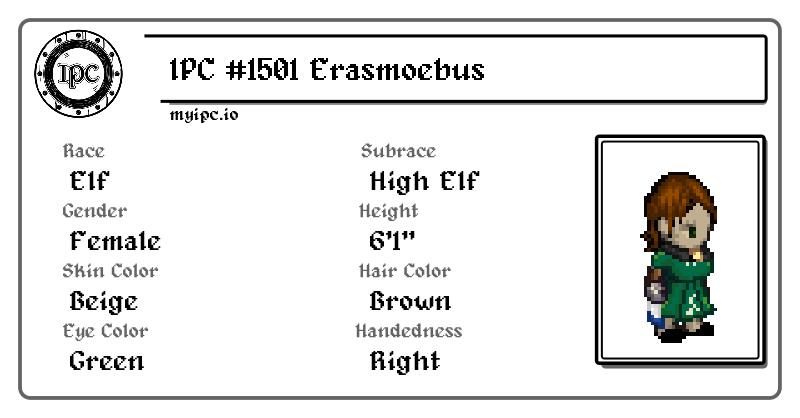 IPC
IPC #1501 Erasmoebus
myipc.io
Race
Subrace
Elf
High Elf
Gender
Height
Female
6'1"
Skin Color
Hair Color
Beige
Brown
Eye Color
Handedness
Green
Right